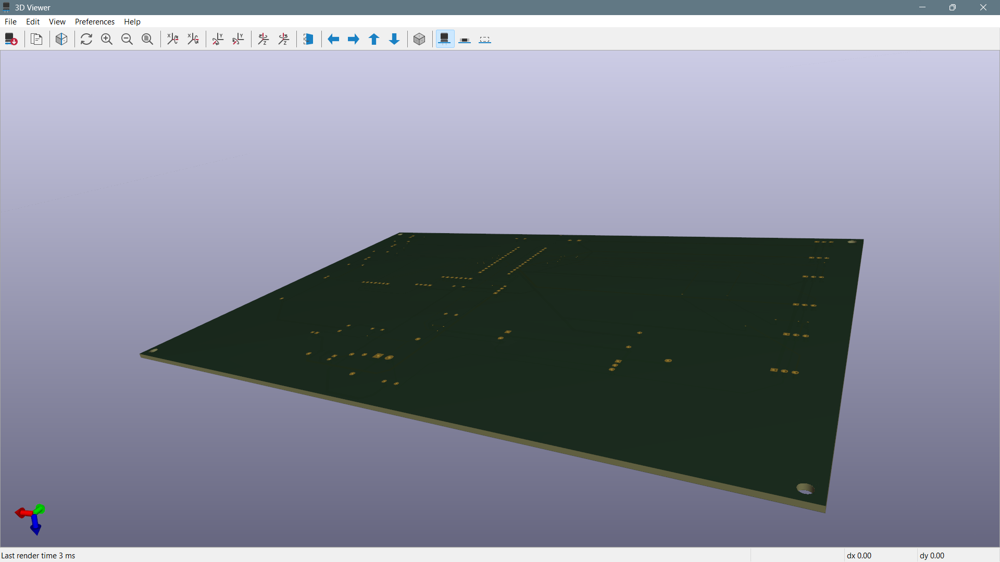 3D Viewer
File Edit View Preferences Help
X X Y Y Z Z
Last render time 3 ms dx 0.00 dy 0.00